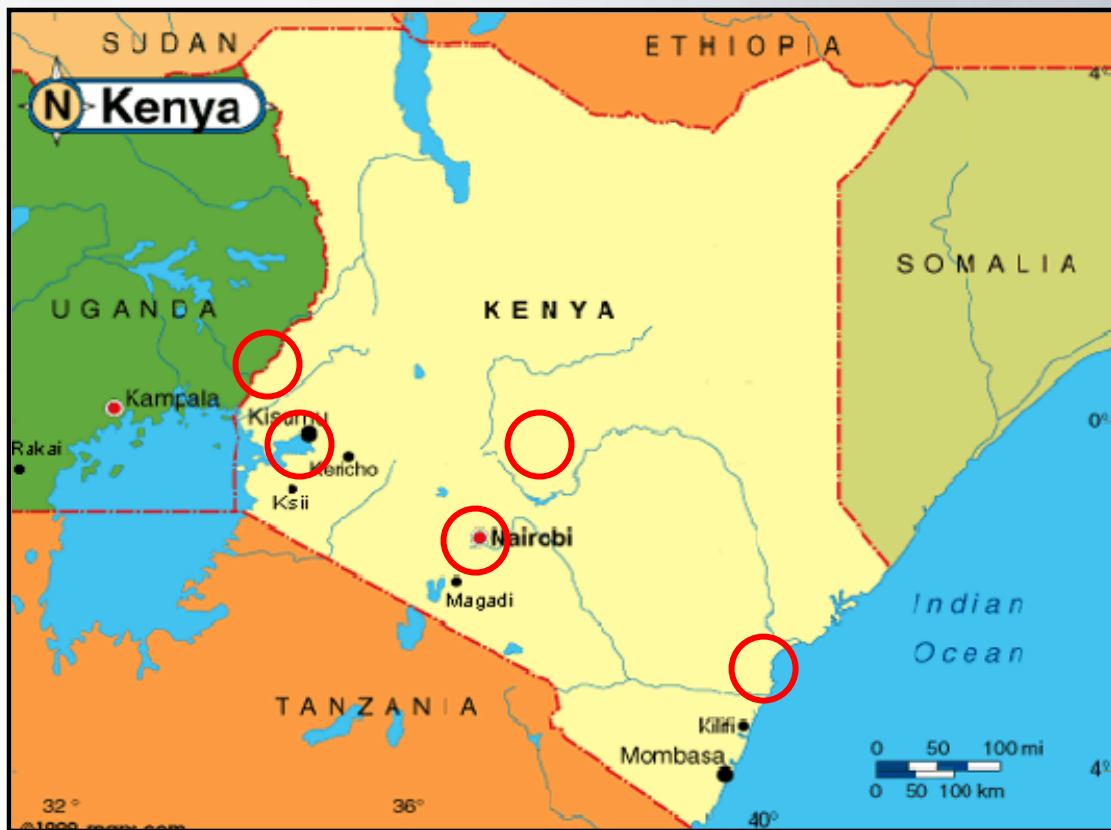 SUDAN
ETHIOPIA
4°
N Kenya
SOMALIA
UGANDA
KENYA
Kampala
Kisumu
0°
Rakai
Kericho
Ksii
Nairobi
Magadi
Indian
Ocean
TANZANIA
Kilifi
Mombasa
0 50 100 mi
0 50 100 km
4°
32° 36° 40°